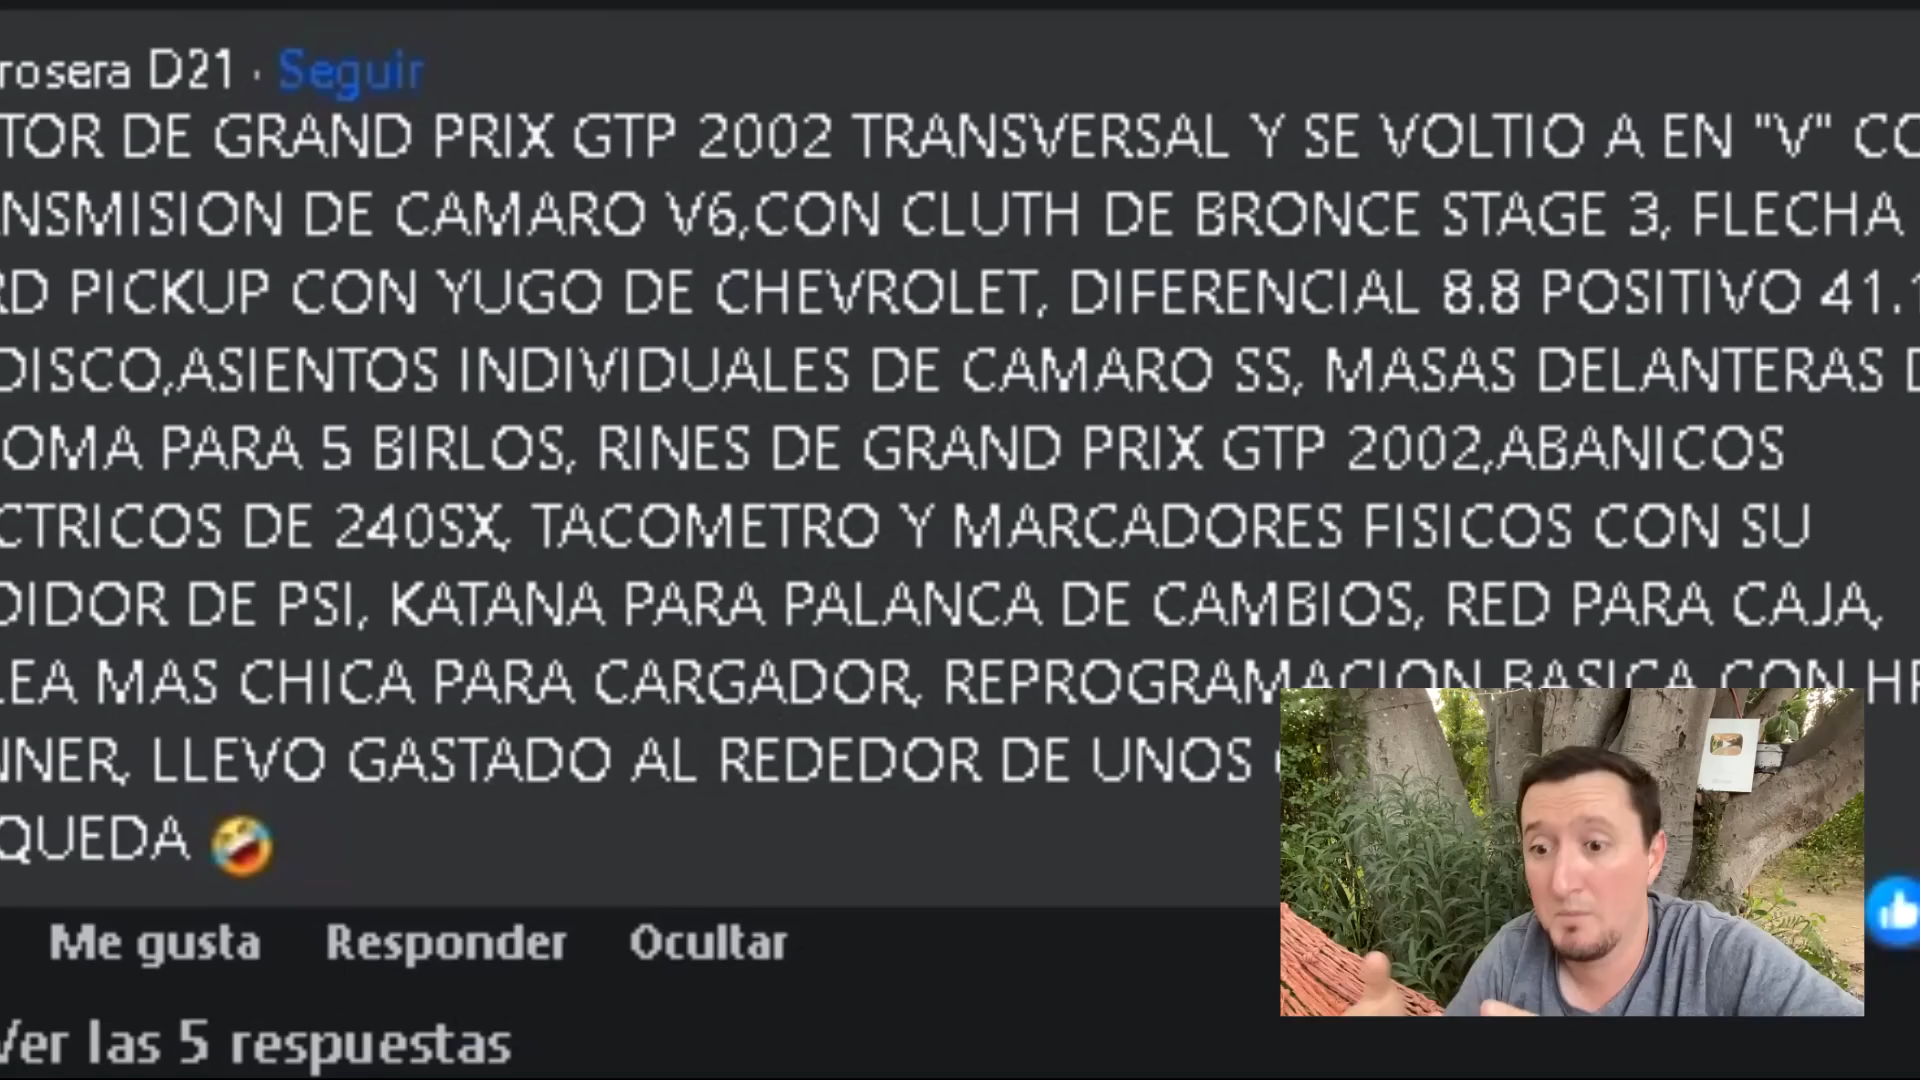 rosera D21 · Seguir
TOR DE GRAND PRIX GTP 2002 TRANSVERSAL Y SE VOLTIO A EN "V" CO
NSMISION DE CAMARO V6,CON CLUTH DE BRONCE STAGE 3, FLECHA
RD PICKUP CON YUGO DE CHEVROLET, DIFERENCIAL 8.8 POSITIVO 41.1
DISCO,ASIENTOS INDIVIDUALES DE CAMARO SS, MASAS DELANTERAS D
OMA PARA 5 BIRLOS, RINES DE GRAND PRIX GTP 2002,ABANICOS
CTRICOS DE 240SX, TACOMETRO Y MARCADORES FISICOS CON SU
DIDOR DE PSI, KATANA PARA PALANCA DE CAMBIOS, RED PARA CAJA,
LEA MAS CHICA PARA CARGADOR, REPROGRAMACION BASICA CON HP
NNER, LLEVO GASTADO AL REDEDOR DE UNOS
QUEDA 🤣
Me gusta Responder Ocultar
Ver las 5 respuestas